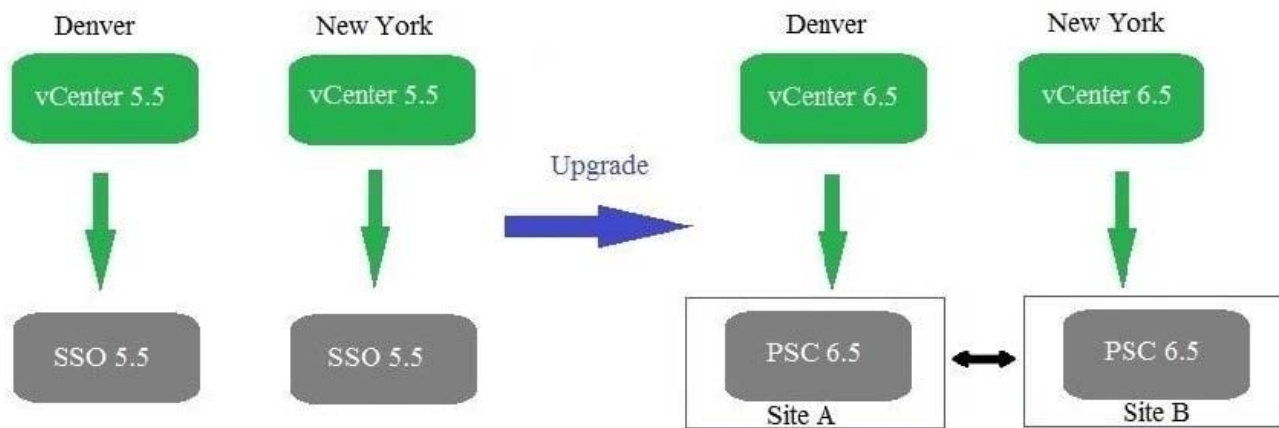 Denver
New York
Denver
New York
vCenter 5.5
vCenter 5.5
vCenter 6.5
vCenter 6.5
Upgrade
SSO 5.5
SSO 5.5
PSC 6.5
PSC 6.5
Site A
Site B